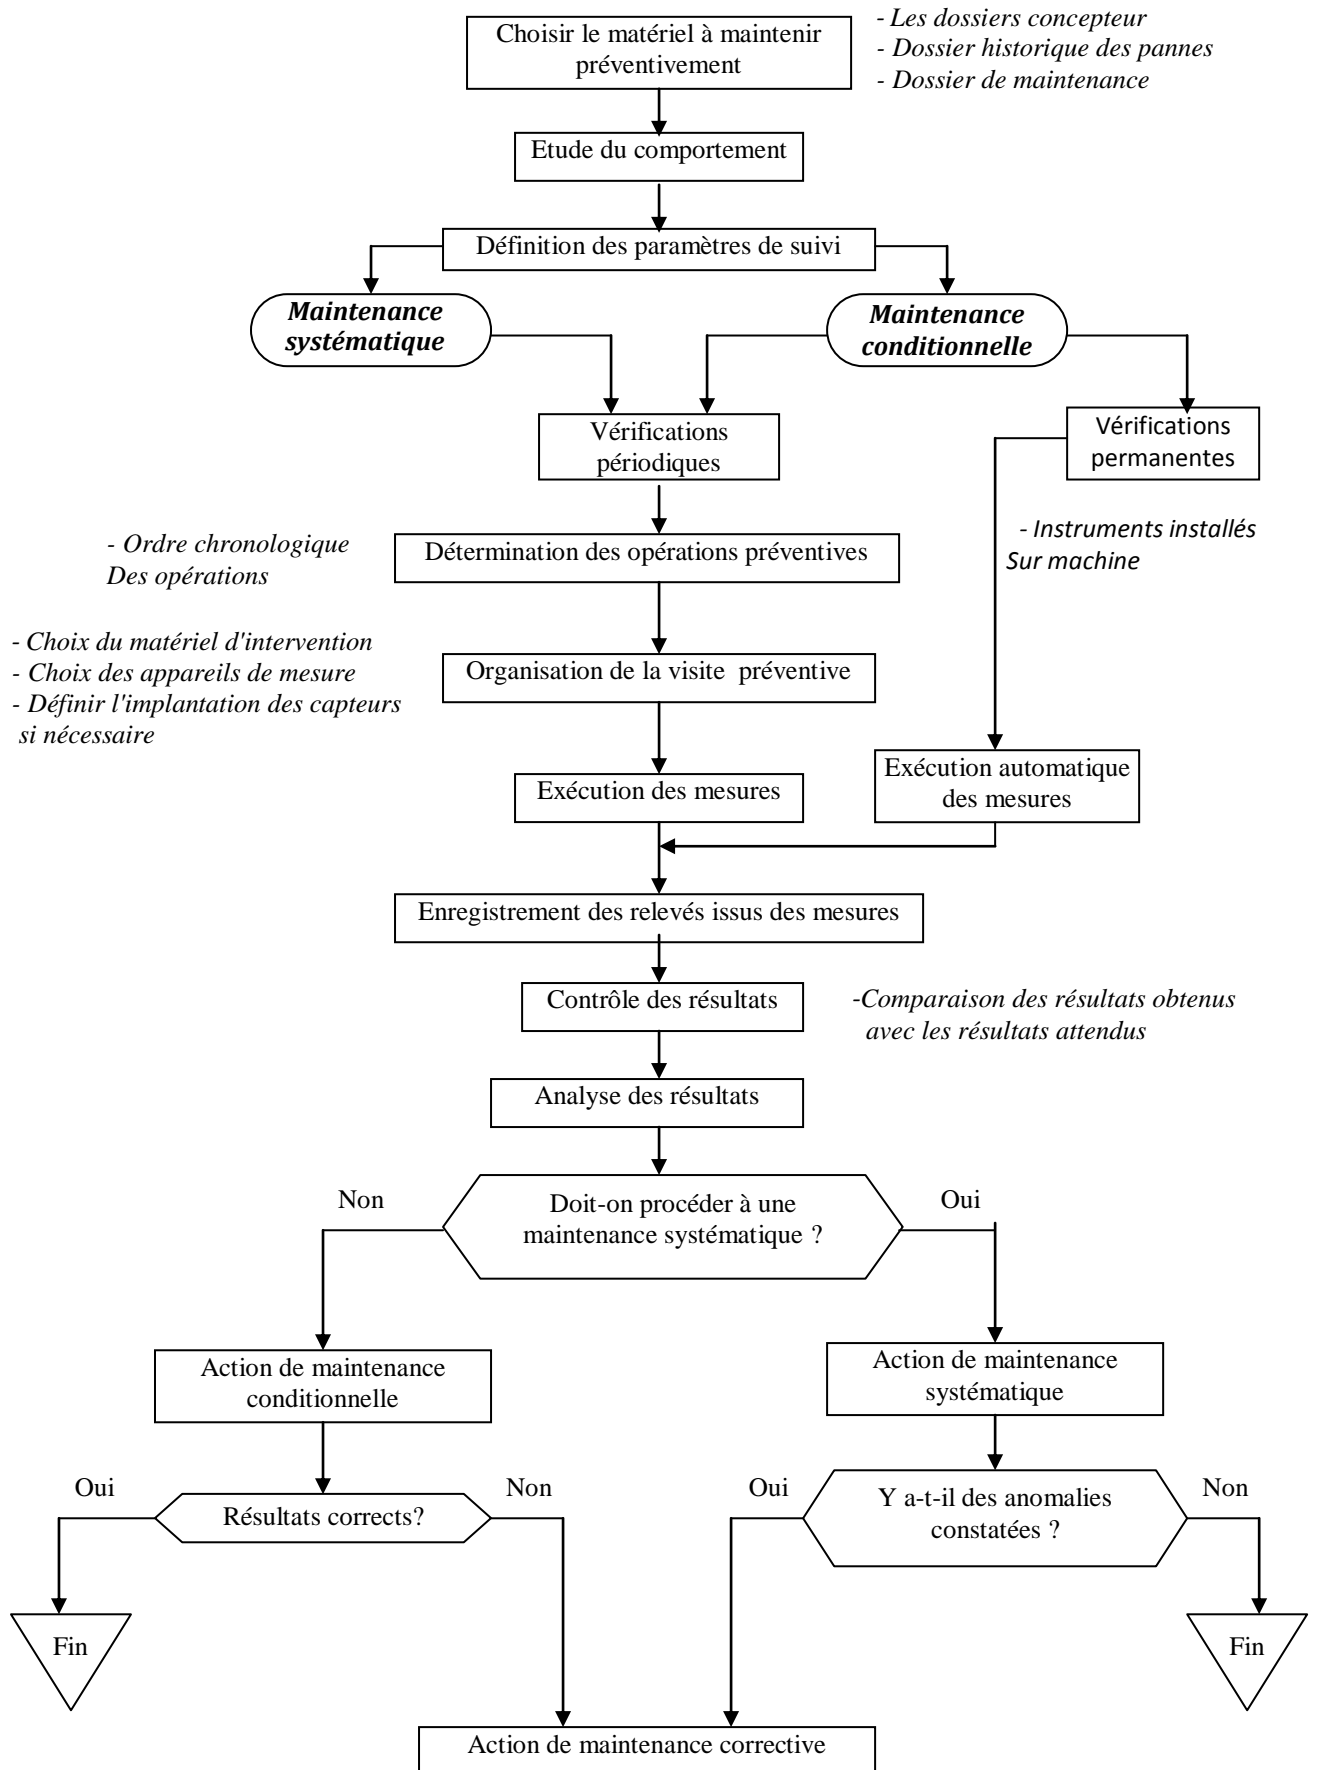 Choisir le matériel à maintenir
préventivement
- Les dossiers concepteur
- Dossier historique des pannes
- Dossier de maintenance
Etude du comportement
Définition des paramètres de suivi
Maintenance
systématique
Maintenance
conditionnelle
Vérifications
périodiques
Vérifications
permanentes
- Ordre chronologique
Des opérations
Détermination des opérations préventives
- Instruments installés
Sur machine
- Choix du matériel d'intervention
- Choix des appareils de mesure
- Définir l'implantation des capteurs
si nécessaire
Organisation de la visite  préventive
Exécution des mesures
Exécution automatique
des mesures
Enregistrement des relevés issus des mesures
Contrôle des résultats
-Comparaison des résultats obtenus
avec les résultats attendus
Analyse des résultats
Non
Doit-on procéder à une
maintenance systématique ?
Oui
Action de maintenance
conditionnelle
Action de maintenance
systématique
Oui
Résultats corrects?
Non
Oui
Y a-t-il des anomalies
constatées ?
Non
Fin
Fin
Action de maintenance corrective